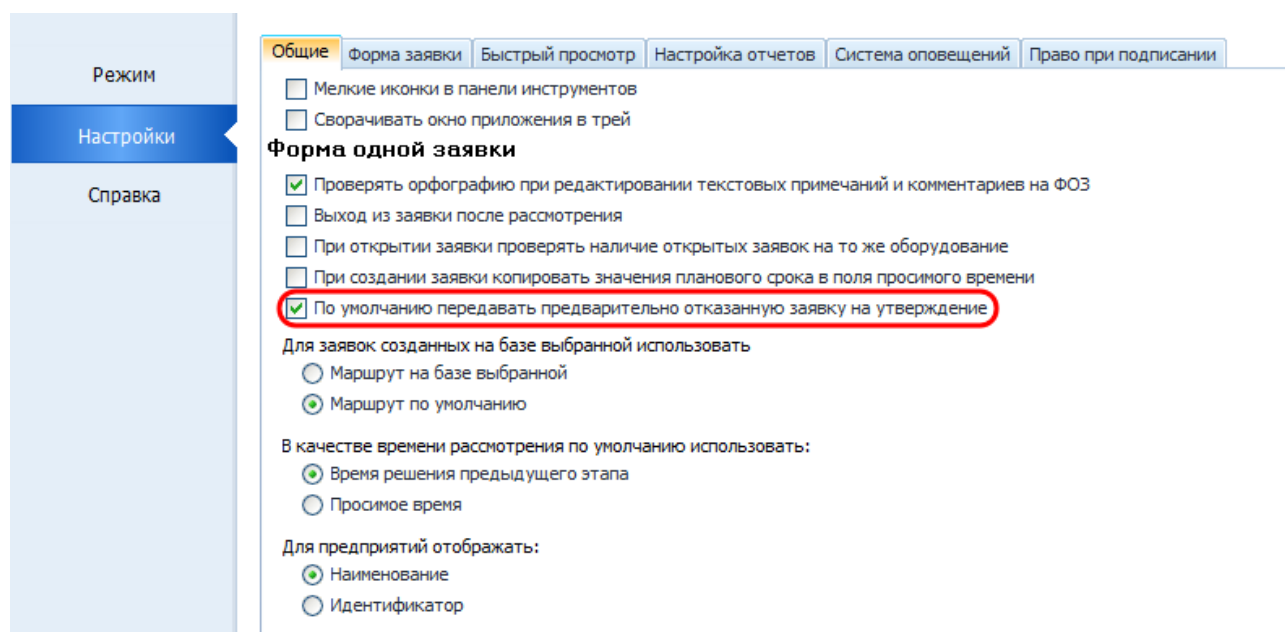 Режим
Настройки
Справка
Общие Форма заявки Быстрый просмотр Настройка отчетов Система оповещений Право при подписании
Мелкие иконки в панели инструментов
Сворачивать окно приложения в трей
Форма одной заявки
Проверять орфографию при редактировании текстовых примечаний и комментариев на ФОЗ
Выход из заявки после рассмотрения
При открытии заявки проверять наличие открытых заявок на то же оборудование
При создании заявки копировать значения планового срока в поля просимого времени
По умолчанию передавать предварительно отказанную заявку на утверждение
Для заявок созданных на базе выбранной использовать
Маршрут на базе выбранной
Маршрут по умолчанию
В качестве времени рассмотрения по умолчанию использовать:
Время решения предыдущего этапа
Просимое время
Для предприятий отображать:
Наименование
Идентификатор